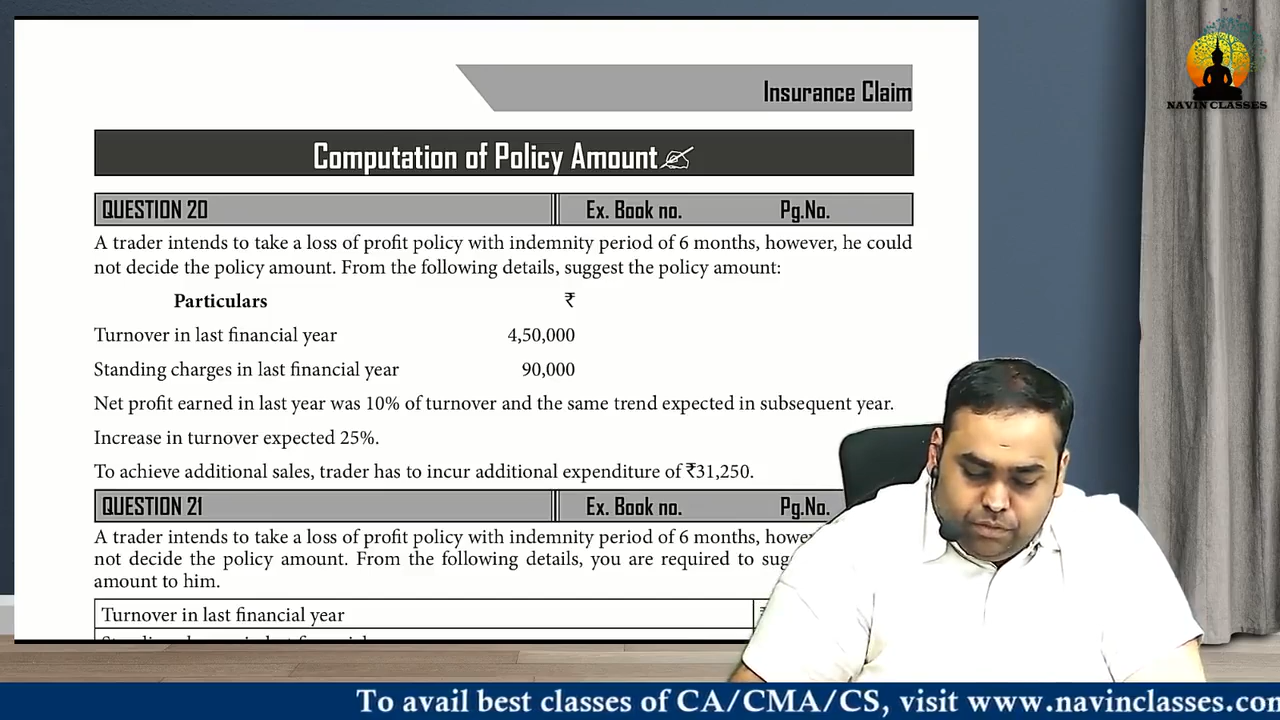 NAVIN CLASSES
Insurance Claim
Computation of Policy Amount
QUESTION 20 Ex. Book no. Pg.No.
A trader intends to take a loss of profit policy with indemnity period of 6 months, however, he could
not decide the policy amount. From the following details, suggest the policy amount:
Particulars ₹
Turnover in last financial year 4,50,000
Standing charges in last financial year 90,000
Net profit earned in last year was 10% of turnover and the same trend expected in subsequent year.
Increase in turnover expected 25%.
To achieve additional sales, trader has to incur additional expenditure of ₹31,250.
QUESTION 21 Ex. Book no. Pg.No.
A trader intends to take a loss of profit policy with indemnity period of 6 months,
not decide the policy amount. From the following details, you are required to
amount to him.
Turnover in last financial year
To avail best classes of CA/CMA/CS, visit www.navinclasses.co